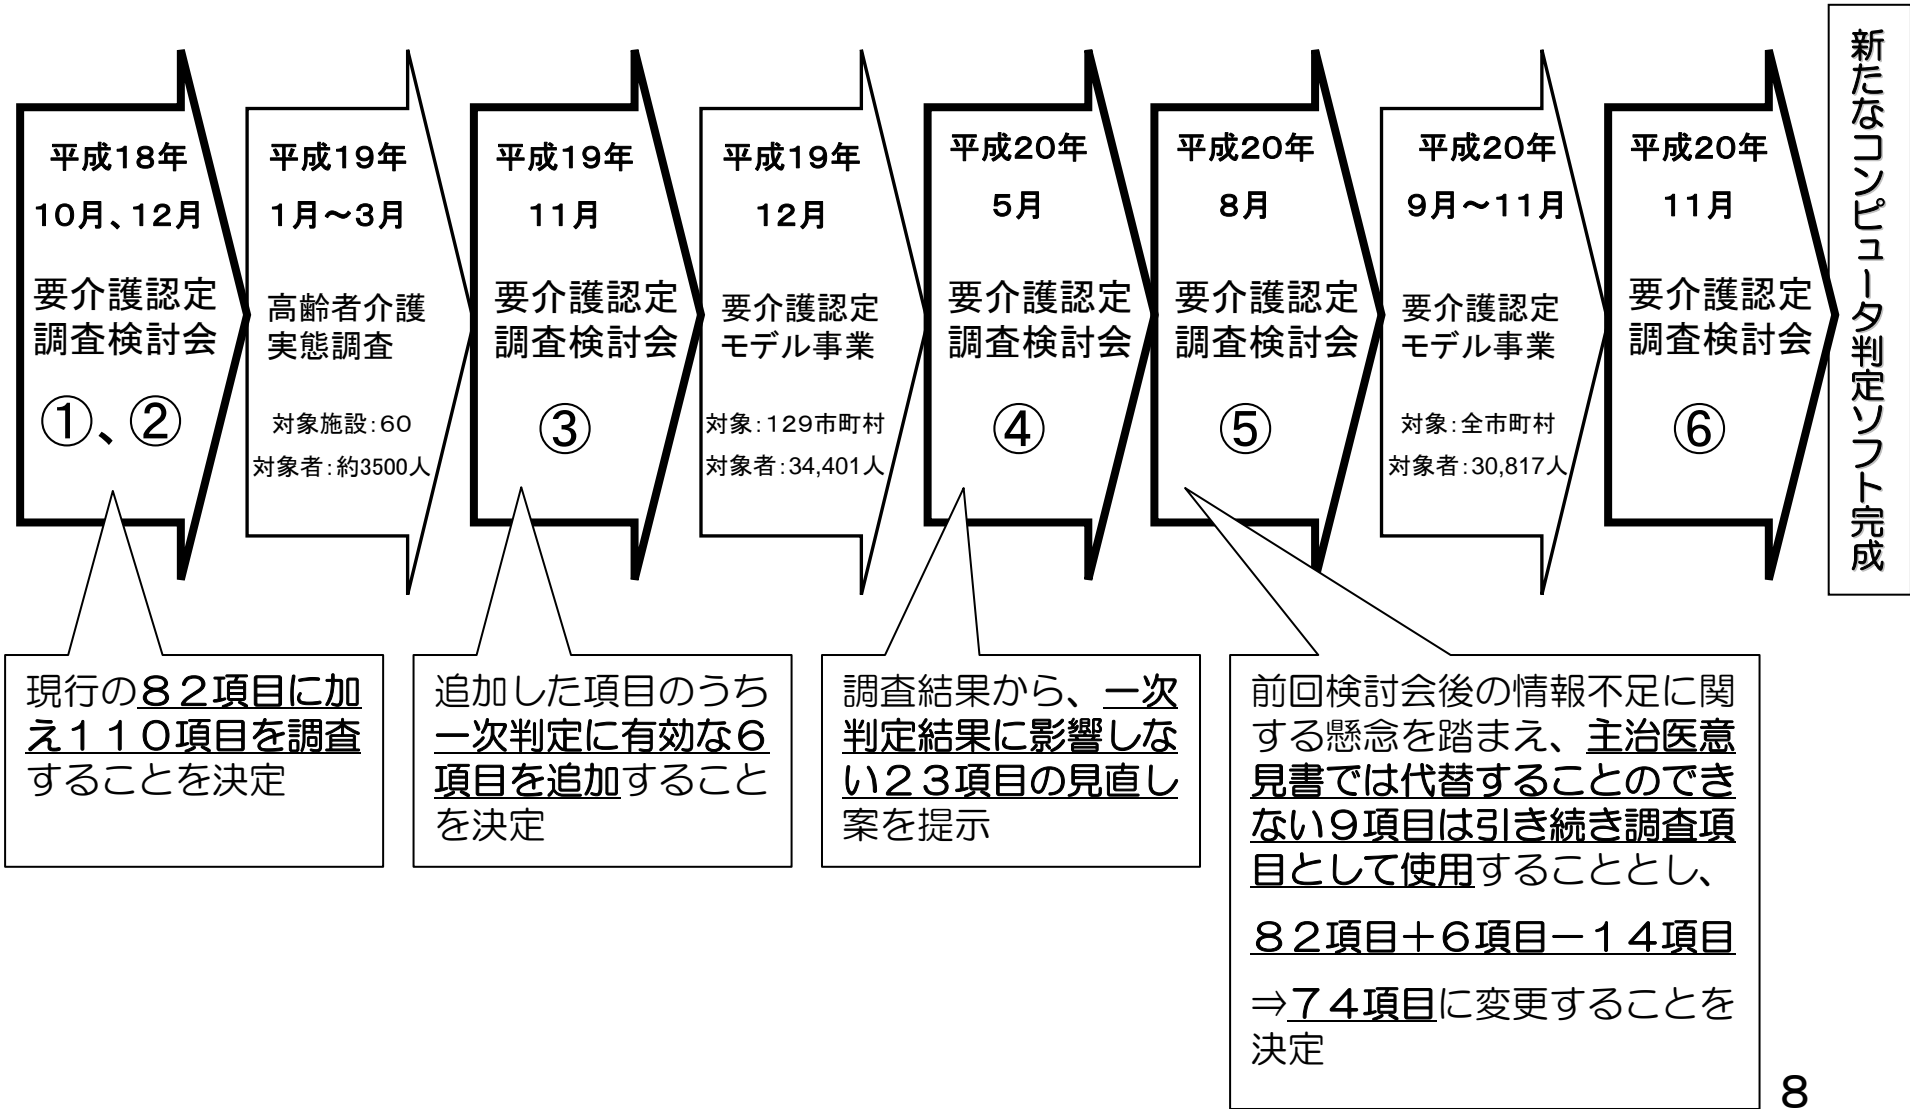 平成18年
10月、12月
要介護認定
調査検討会
①、②
平成19年
1月～3月
高齢者介護
実態調査
対象施設：60
対象者：約3500人
平成19年
11月
要介護認定
調査検討会
③
平成19年
12月
要介護認定
モデル事業
対象：129市町村
対象者：34,401人
平成20年
5月
要介護認定
調査検討会
④
平成20年
8月
要介護認定
調査検討会
⑤
平成20年
9月～11月
要介護認定
モデル事業
対象：全市町村
対象者：30,817人
平成20年
11月
要介護認定
調査検討会
⑥
新たなコンピュータ判定ソフト完成
現行の８２項目に加
え１１０項目を調査
することを決定
追加した項目のうち
一次判定に有効な６
項目を追加すること
を決定
調査結果から、一次
判定結果に影響しな
い２３項目の見直し
案を提示
前回検討会後の情報不足に関
する懸念を踏まえ、主治医意
見書では代替することのでき
ない９項目は引き続き調査項
目として使用することとし、
８２項目＋６項目－１４項目
⇒７４項目に変更することを
決定
8